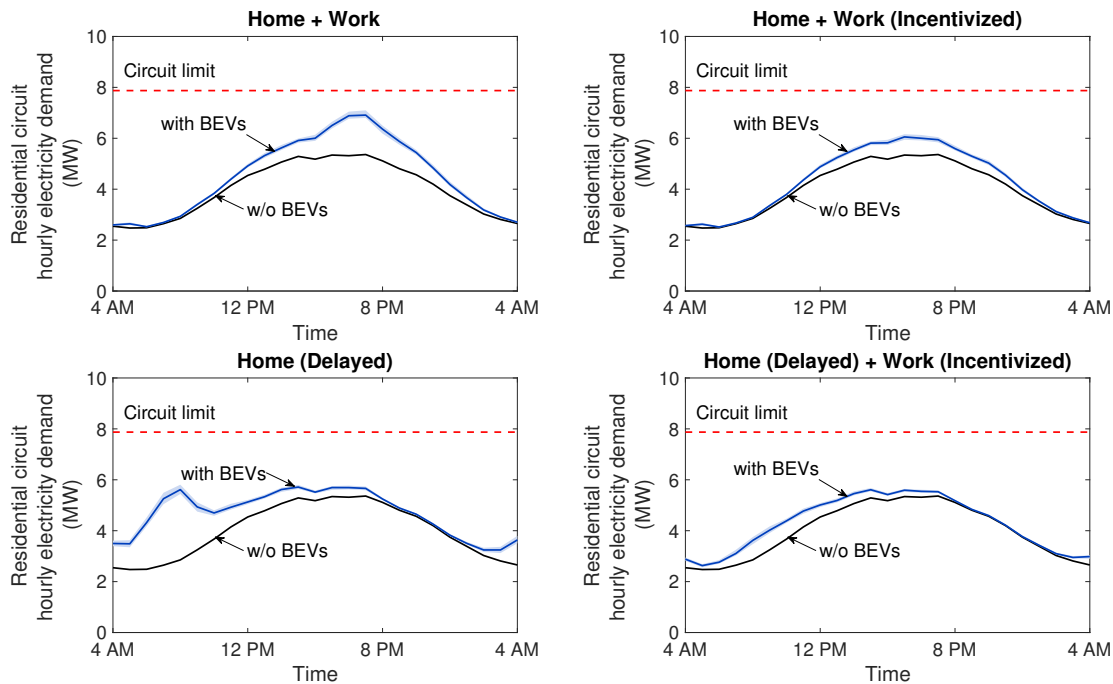 Home + Work
Residential circuit
hourly electricity demand
(MW)
10
8
6
4
2
0
Circuit limit
with BEVs
w/o BEVs
4 AM
12 PM
8 PM
4 AM
Time
Home + Work (Incentivized)
Residential circuit
hourly electricity demand
(MW)
10
8
6
4
2
0
Circuit limit
with BEVs
w/o BEVs
4 AM
12 PM
8 PM
4 AM
Time
Home (Delayed)
Residential circuit
hourly electricity demand
(MW)
10
8
6
4
2
0
Circuit limit
with BEVs
w/o BEVs
4 AM
12 PM
8 PM
4 AM
Time
Home (Delayed) + Work (Incentivized)
Residential circuit
hourly electricity demand
(MW)
10
8
6
4
2
0
Circuit limit
with BEVs
w/o BEVs
4 AM
12 PM
8 PM
4 AM
Time